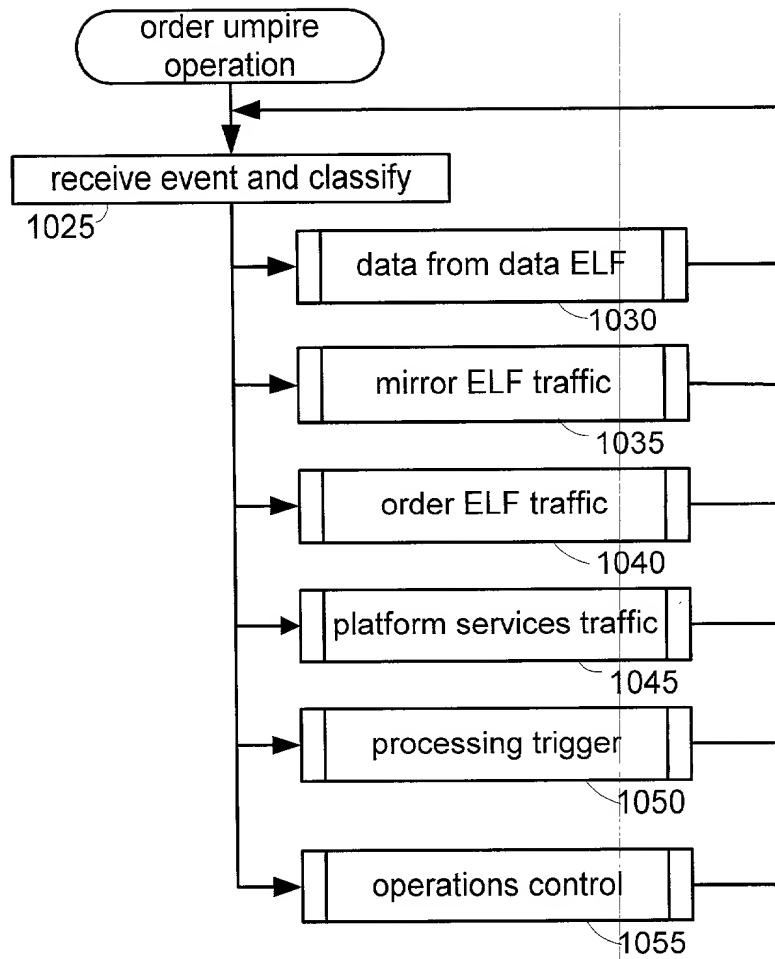 order umpire
operation
receive event and classify
1025
data from data ELF
1030
mirror ELF traffic
1035
order ELF traffic
1040
platform services traffic
1045
processing trigger
1050
operations control
1055